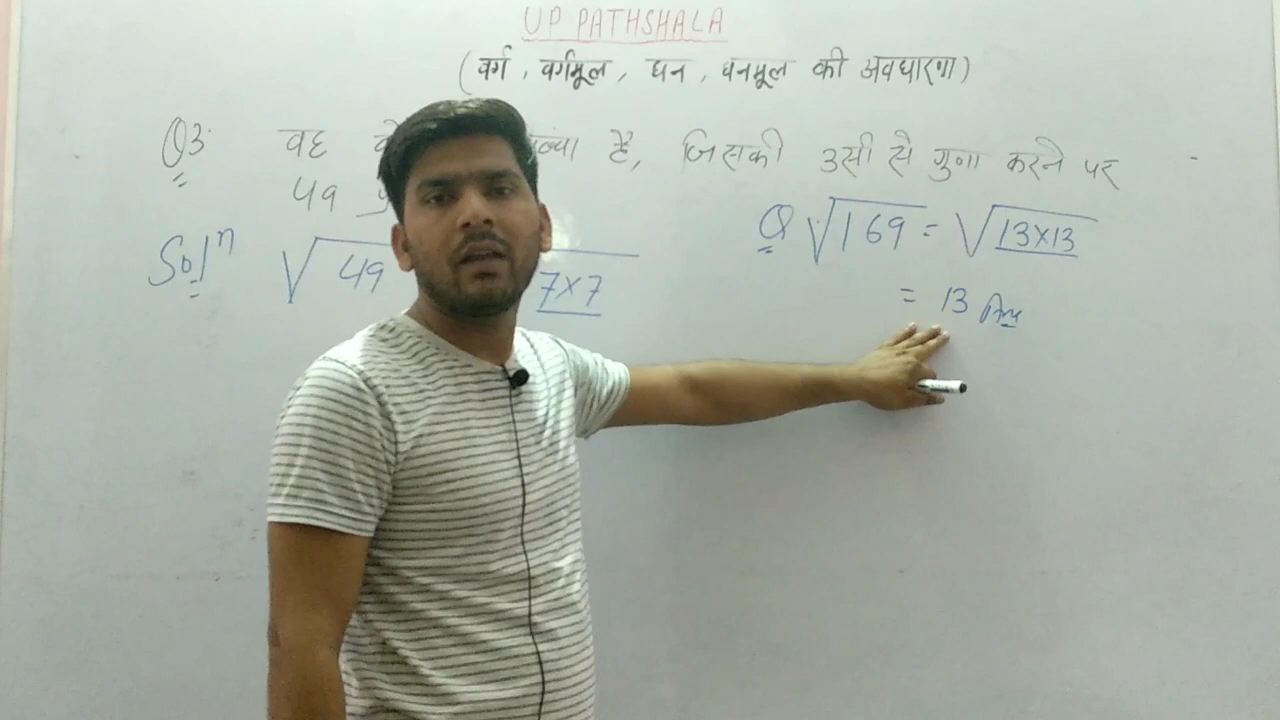 UP PATHSHALA
(वर्ग, वर्गमूल, घन, घनमूल की अवधारणा)
Q3. वह है, जिसकी उसी से गुणा करने पर
49
Solⁿ √49 7×7
Q √169 = √13×13
= 13 Ans